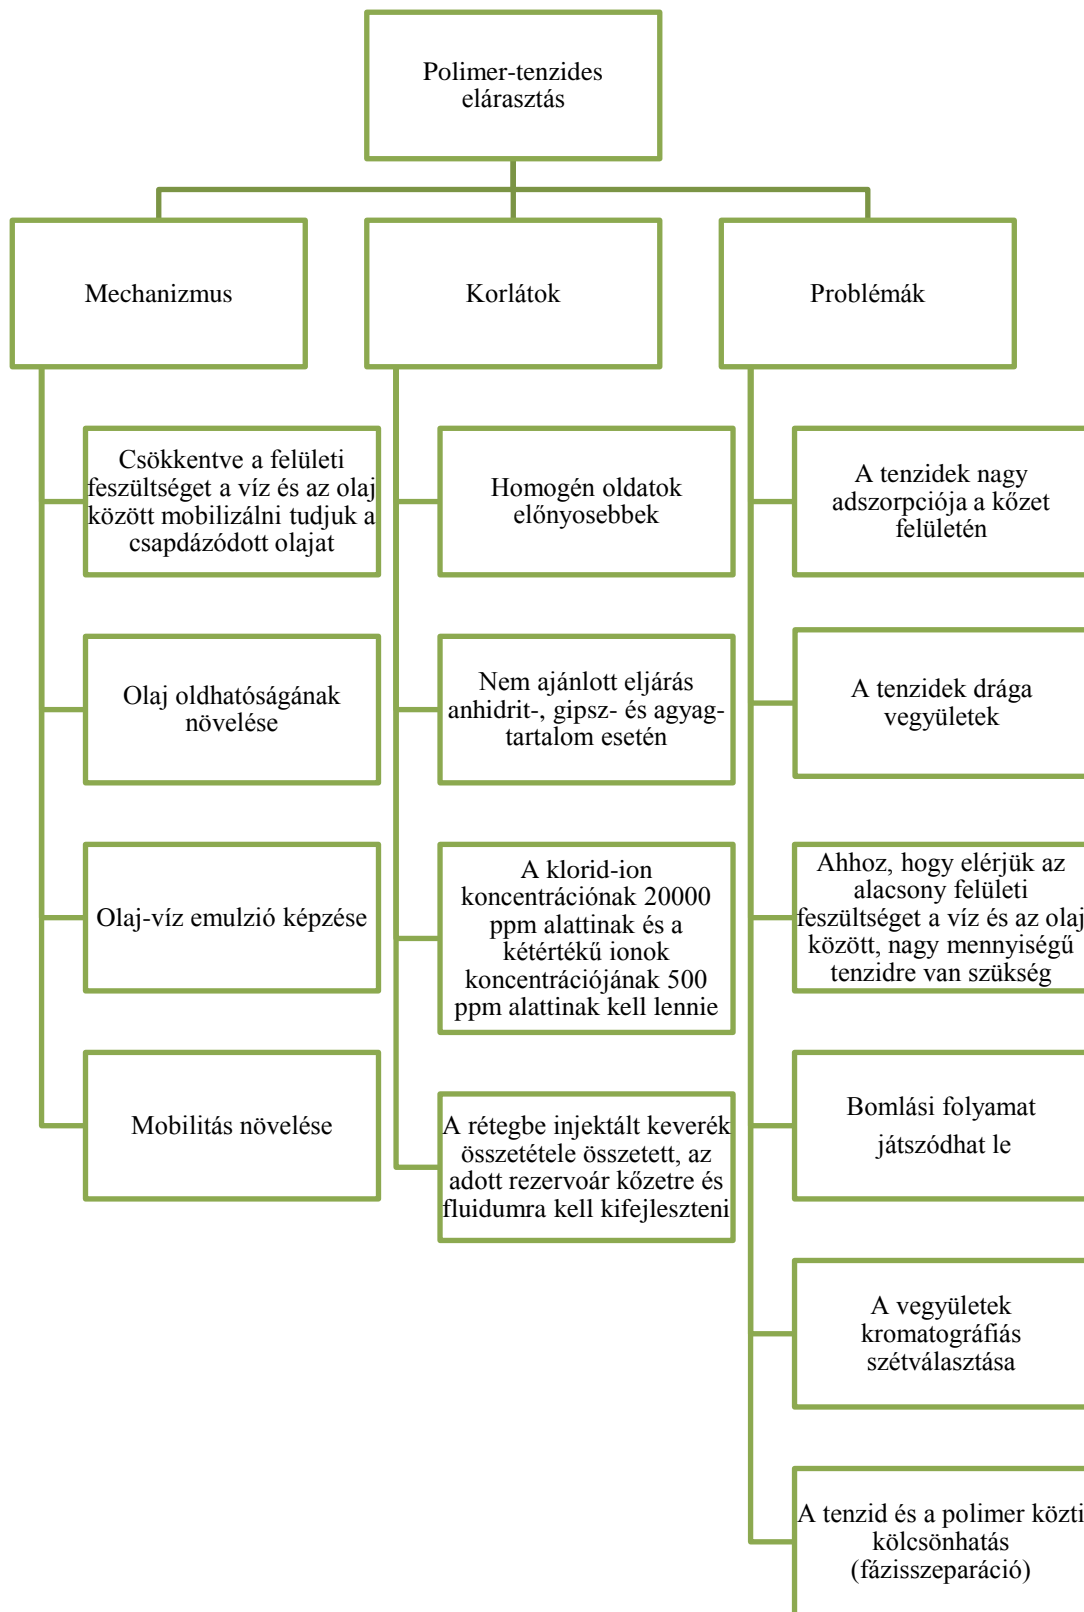 Polimer-tenzides
elárasztás
Mechanizmus
Csökkentve a felületi
feszültséget a víz és az olaj
között mobilizálni tudjuk a
csapdázódott olajat
Olaj oldhatóságának
növelése
Olaj-víz emulzió képzése
Mobilitás növelése
Korlátok
Homogén oldatok
előnyosebbek
Nem ajánlott eljárás
anhidrit-, gipsz- és agyag-
tartalom esetén
A klorid-ion
koncentrációnak 20000
ppm alattinak és a
kétértékű ionok
koncentrációjának 500
ppm alattinak kell lennie
A rétegbe injektált keverék
összetétele összetett, az
adott rezervoár kőzetre és
fluidumra kell kifejleszteni
Problémák
A tenzidek nagy
adszorpciója a kőzet
felületén
A tenzidek drága
vegyületek
Ahhoz, hogy elérjük az
alacsony felületi
feszültséget a víz és az olaj
között, nagy mennyiségű
tenzidre van szükség
Bomlási folyamat
játszódhat le
A vegyületek
kromatográfiás
szétválasztása
A tenzid és a polimer közti
kölcsönhatás
(fázisszeparáció)